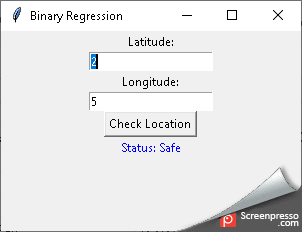 Binary Regression
Latitude:
2
Longitude:
5
Check Location
Status: Safe
Screenpresso
.com